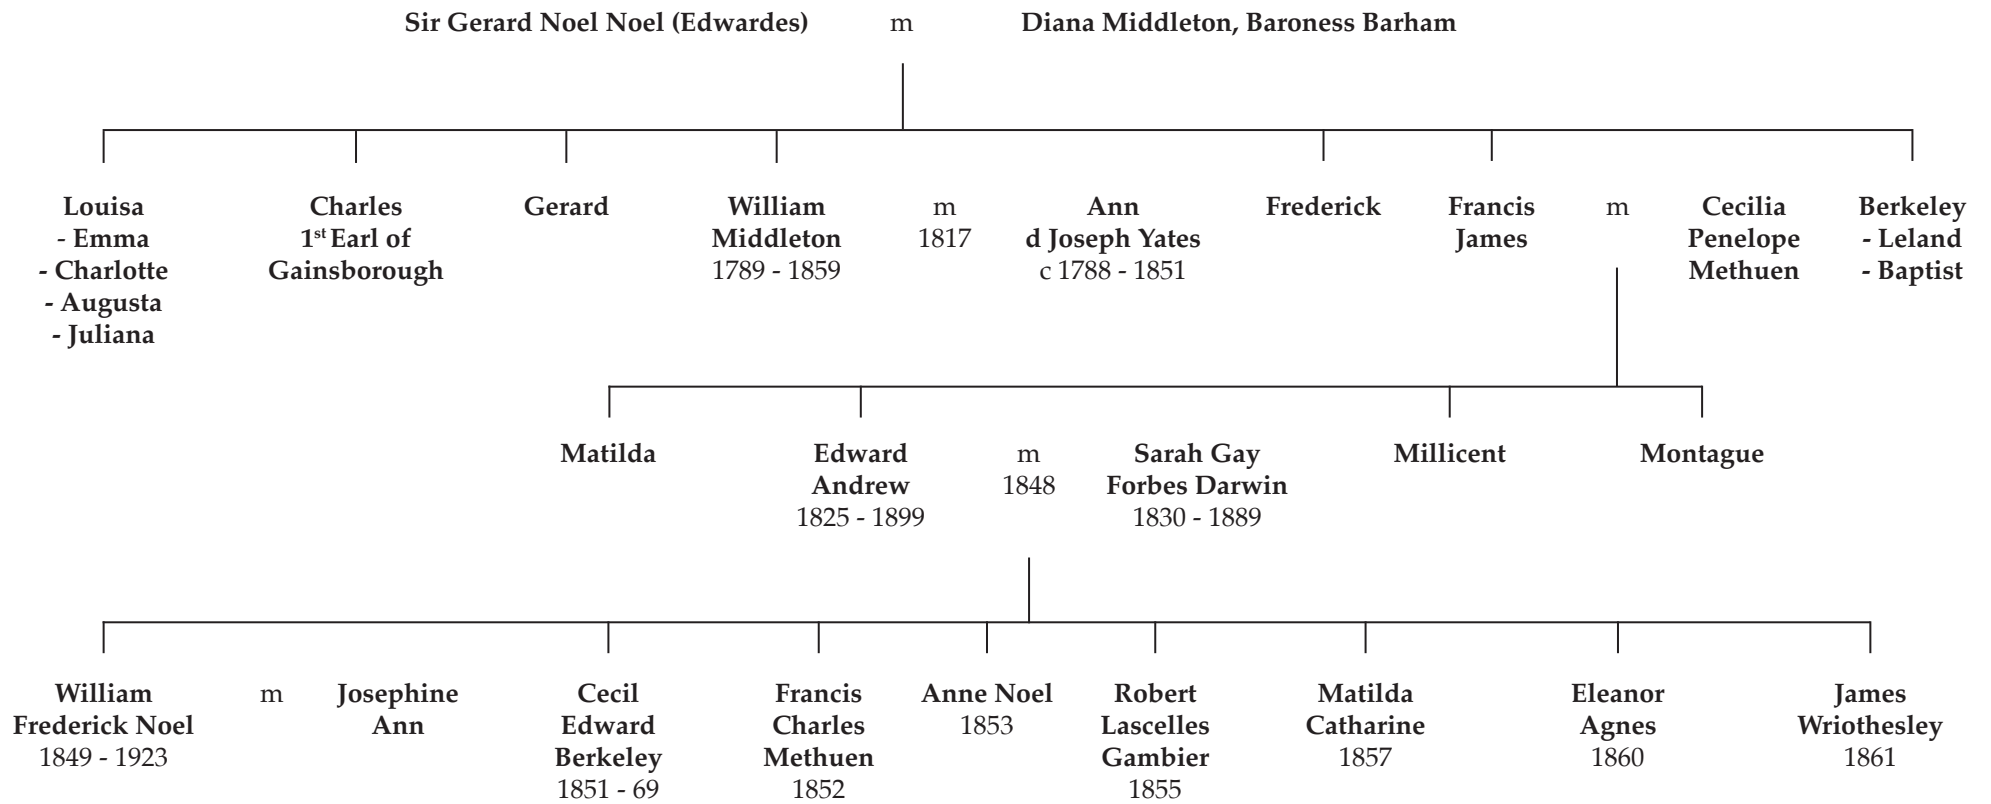 Sir Gerard Noel Noel (Edwardes) m Diana Middleton, Baroness Barham
Louisa
- Emma
- Charlotte
- Augusta
- Juliana
Charles
1st Earl of
Gainsborough
Gerard
William
Middleton
1789 - 1859
m
1817
Ann
d Joseph Yates
c 1788 - 1851
Frederick
Francis
James
m
Cecilia
Penelope
Methuen
Berkeley
- Leland
- Baptist
Matilda
Edward
Andrew
1825 - 1899
m
1848
Sarah Gay
Forbes Darwin
1830 - 1889
Millicent
Montague
William
Frederick Noel
1849 - 1923
m
Josephine
Ann
Cecil
Edward
Berkeley
1851 - 69
Francis
Charles
Methuen
1852
Anne Noel
1853
Robert
Lascelles
Gambier
1855
Matilda
Catharine
1857
Eleanor
Agnes
1860
James
Wriothesley
1861